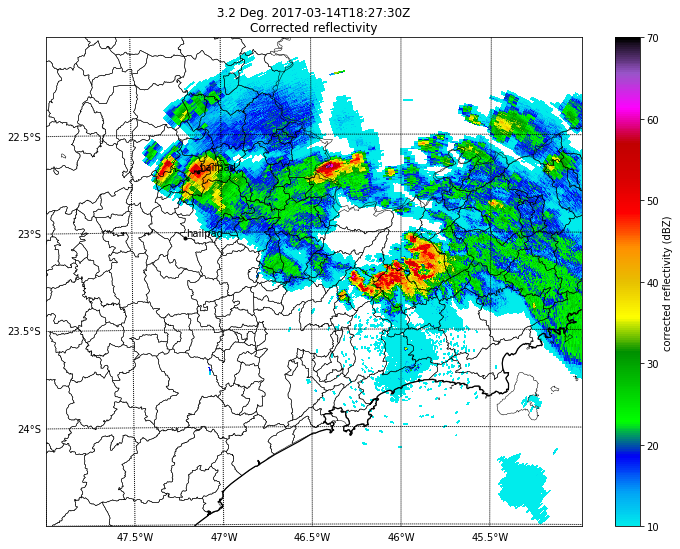 3.2 Deg. 2017-03-14T18:27:30Z
Corrected reflectivity
22.5°S
23°S
23.5°S
24°S
47.5°W
47°W
46.5°W
46°W
45.5°W
hailpad
hailpad
70
60
50
40
30
20
10
corrected reflectivity (dBZ)